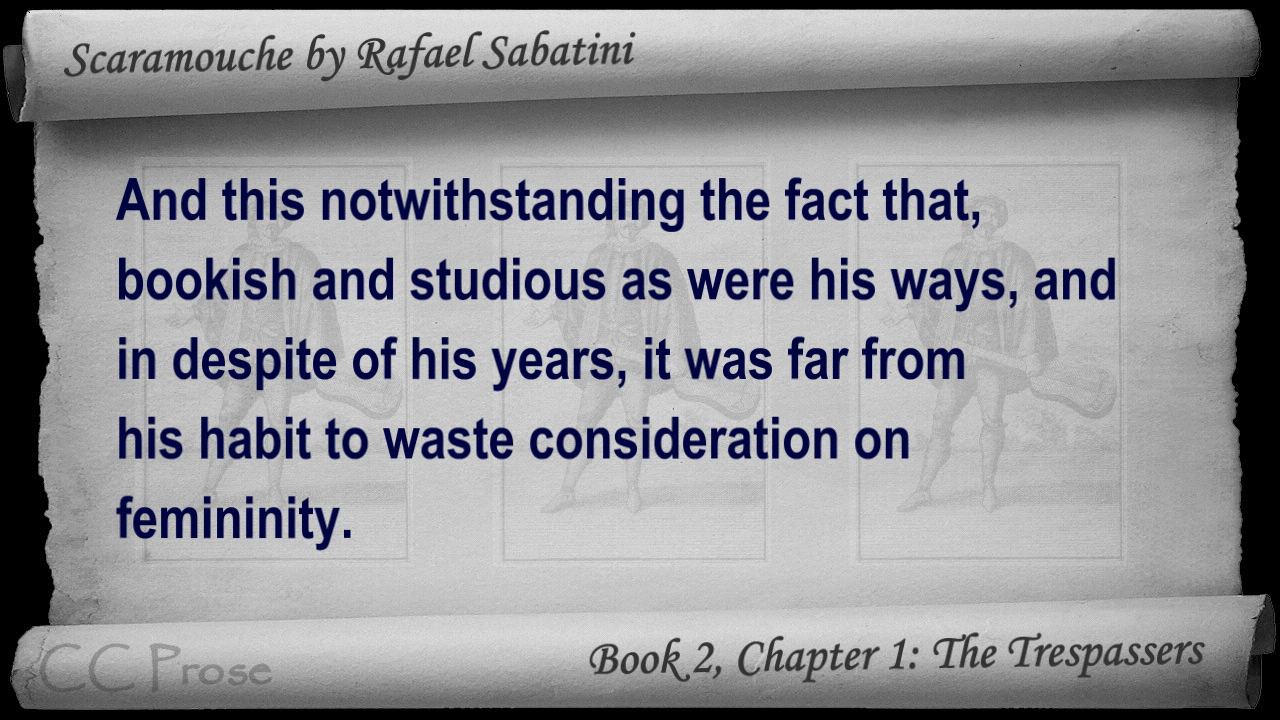 Scaramouche by Rafael Sabatini
And this notwithstanding the fact that,
bookish and studious as were his ways, and
in despite of his years, it was far from
his habit to waste consideration on
femininity.
CC Prose
Book 2, Chapter 1: The Trespassers